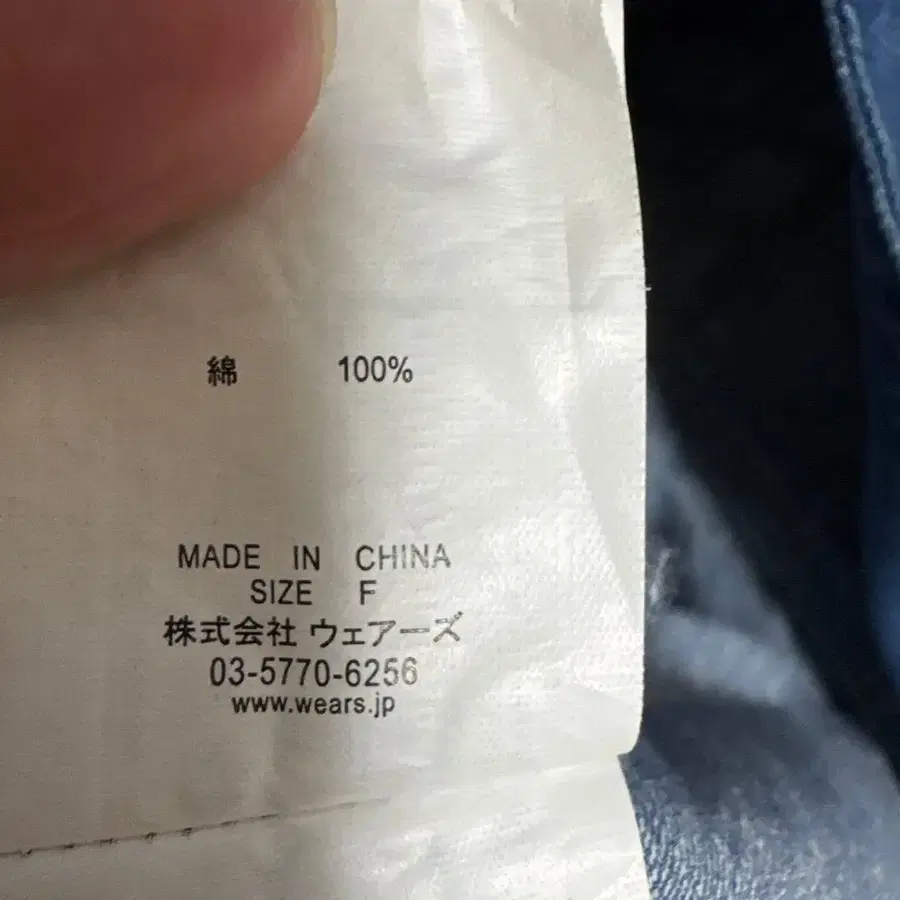 綿 100%
MADE IN CHINA
SIZE F
株式会社 ウェアーズ
03-5770-6256
www.wears.jp